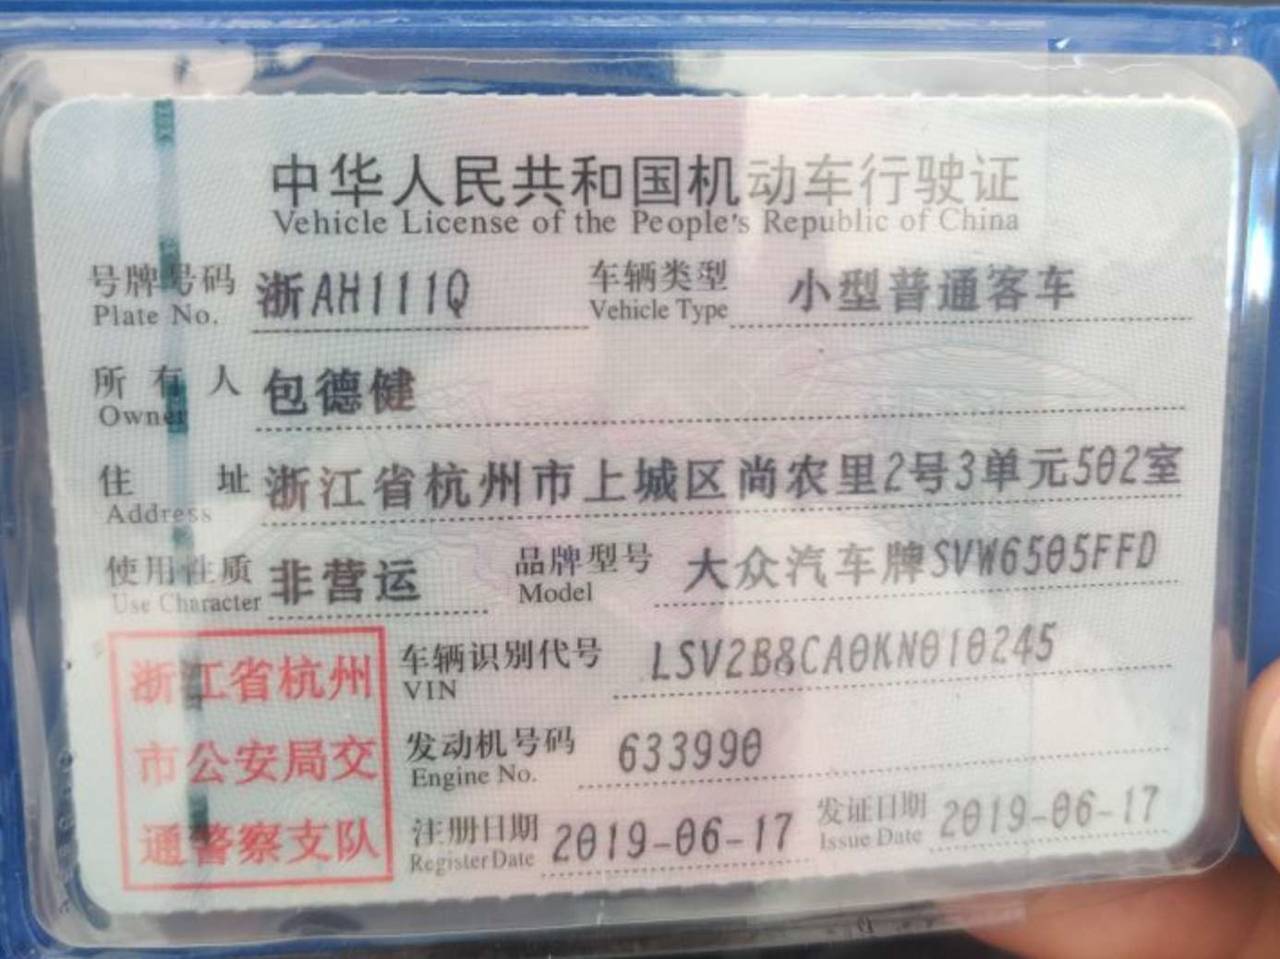 中华人民共和国机动车行驶证
Vehicle License of the People's Republic of China
号牌号码 浙AH111Q 车辆类型 小型普通客车
Plate No. Vehicle Type
所有人 包德健
Owner
住址 浙江省杭州市上城区尚农里2号3单元502室
Address
使用性质 非营运 品牌型号 大众汽车牌SVW6505FFD
Use Character Model
浙江省杭州
市公安局交
通警察支队
车辆识别代号 LSV2B8CA0KN010245
VIN
发动机号码 633990
Engine No.
注册日期 2019-06-17 发证日期 2019-06-17
Register Date Issue Date